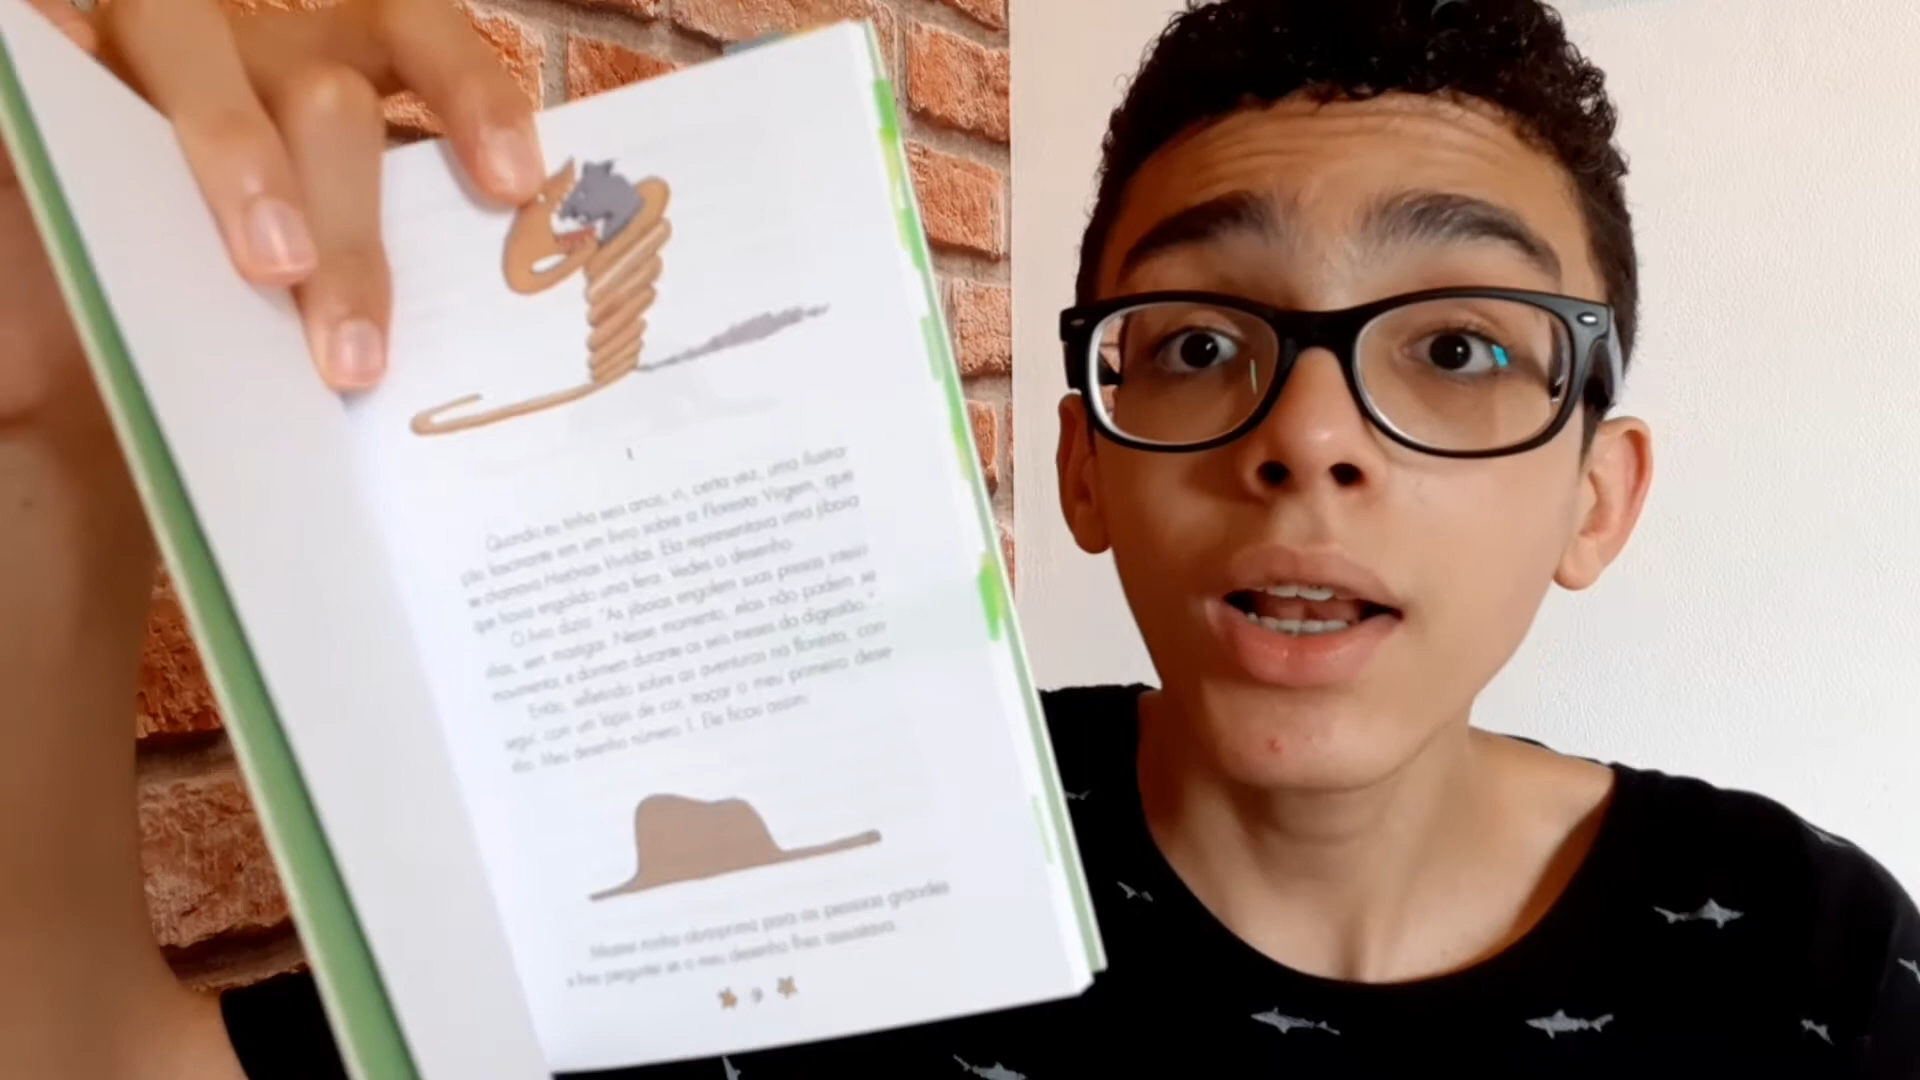 I
Quando eu tinha seis anos, vi, certa vez, uma ilustra-
ção fascinante em um livro sobre a Floresta Virgem, que
se chamava Histórias Vividas. Ela representava uma jiboia
que havia engolido uma fera. Vedes o desenho.
O livro dizia: "As jiboias engolem suas presas intei-
ras, sem mastigar. Nesse momento, elas não podem se
movimentar, e dormem durante os seis meses da digestão."
Então, refletindo sobre as aventuras na floresta, con-
segui, com um lápis de cor, traçar o meu primeiro dese-
nho. Meu desenho número 1. Ele ficou assim:
Mostrei minha obra-prima para as pessoas grandes
e lhes perguntei se o meu desenho lhes assustava.
9